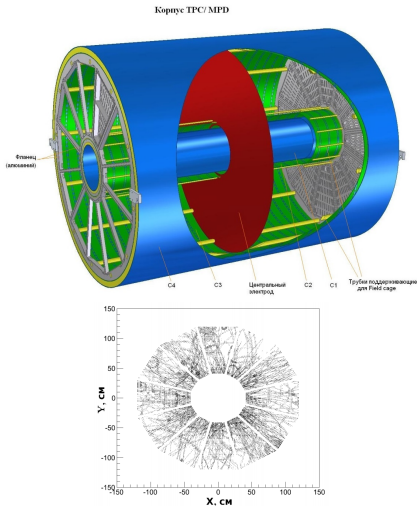 Корпус TPC/ MPD
Фланец
(алюминий)
C4
C3
Центральный
электрод
C2
C1
Трубки поддерживающие
для Field cage
Y, см
150
100
50
0
-50
-100
-150
-150
-100
-50
0
50
100
150
X, см